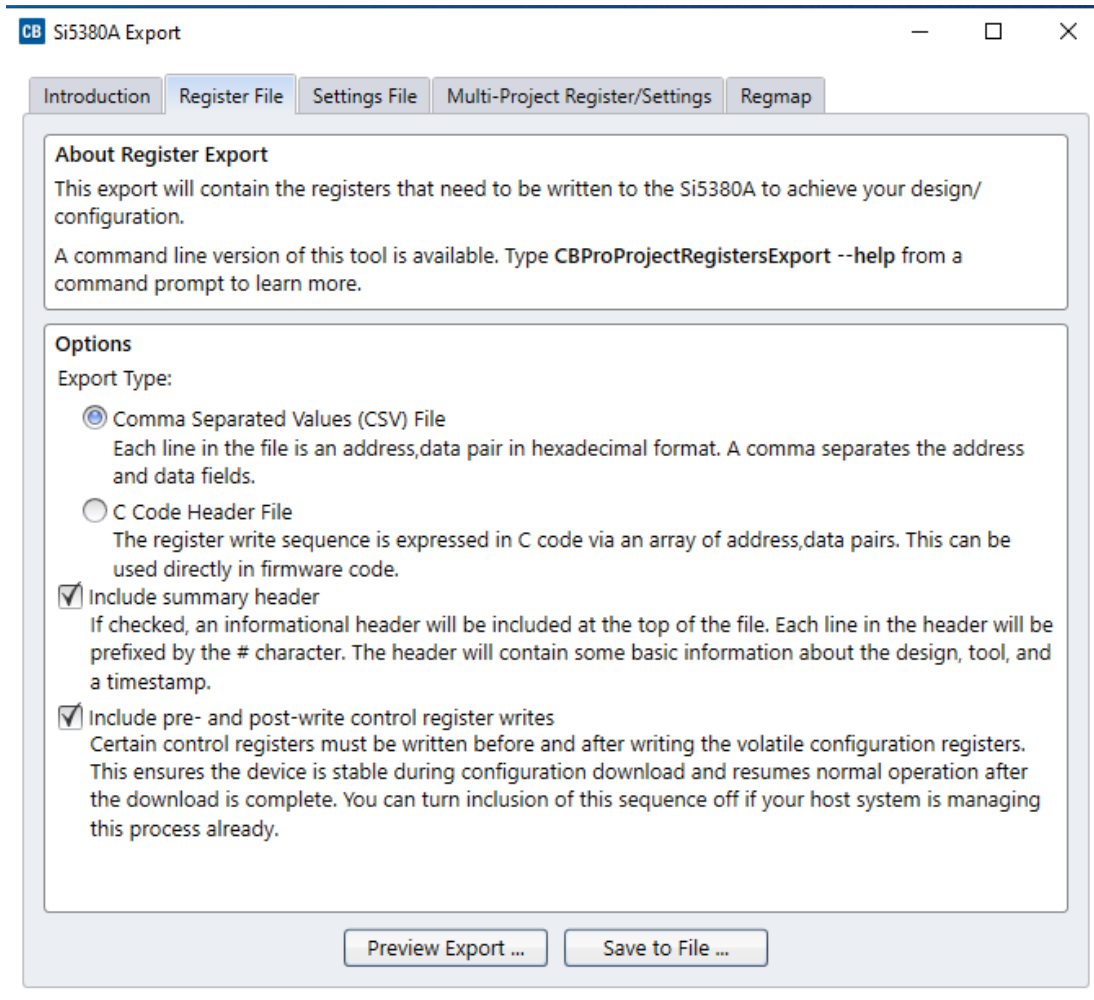 CB Si5380A Export
Introduction Register File Settings File Multi-Project Register/Settings Regmap
About Register Export
This export will contain the registers that need to be written to the Si5380A to achieve your design/
configuration.
A command line version of this tool is available. Type CBProProjectRegistersExport --help from a
command prompt to learn more.
Options
Export Type:
Comma Separated Values (CSV) File
Each line in the file is an address,data pair in hexadecimal format. A comma separates the address
and data fields.
C Code Header File
The register write sequence is expressed in C code via an array of address,data pairs. This can be
used directly in firmware code.
Include summary header
If checked, an informational header will be included at the top of the file. Each line in the header will be
prefixed by the # character. The header will contain some basic information about the design, tool, and
a timestamp.
Include pre- and post-write control register writes
Certain control registers must be written before and after writing the volatile configuration registers.
This ensures the device is stable during configuration download and resumes normal operation after
the download is complete. You can turn inclusion of this sequence off if your host system is managing
this process already.
Preview Export ... Save to File ...